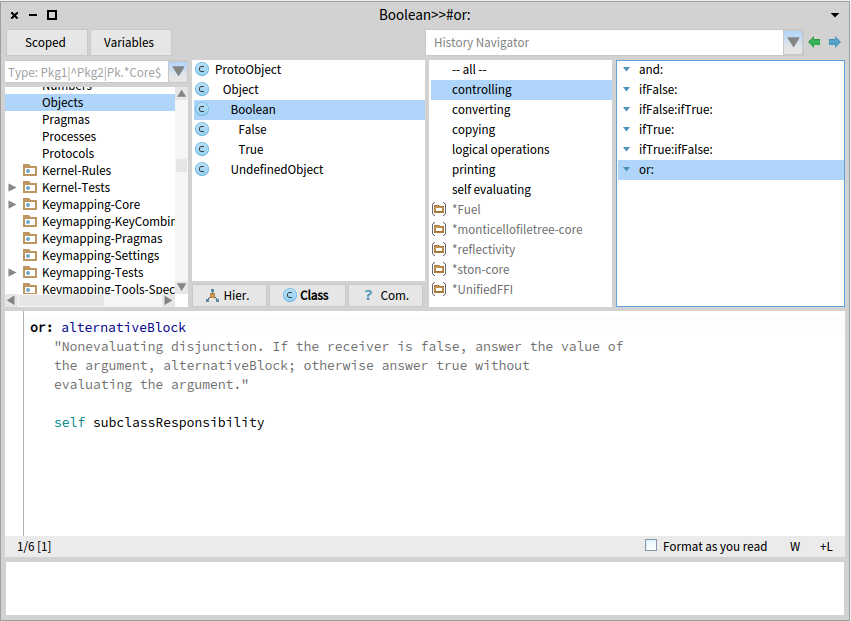 Boolean>>#or:
Scoped
Variables
History Navigator
Type: Pkg1|^Pkg2|Pk.*Core$
Numbers
Objects
Pragmas
Processes
Protocols
Kernel-Rules
Kernel-Tests
Keymapping-Core
Keymapping-KeyCombin
Keymapping-Pragmas
Keymapping-Settings
Keymapping-Tests
Keymapping-Tools-Spec
ProtoObject
Object
Boolean
False
True
UndefinedObject
Hier.
Class
? Com.
-- all --
controlling
converting
copying
logical operations
printing
self evaluating
*Fuel
*monticellofiletree-core
*reflectivity
*ston-core
*UnifiedFFI
and:
ifFalse:
ifFalse:ifTrue:
ifTrue:
ifTrue:ifFalse:
or:
or: alternativeBlock
"Nonevaluating disjunction. If the receiver is false, answer the value of
the argument, alternativeBlock; otherwise answer true without
evaluating the argument."
self subclassResponsibility
1/6 [1]
Format as you read
W
+L